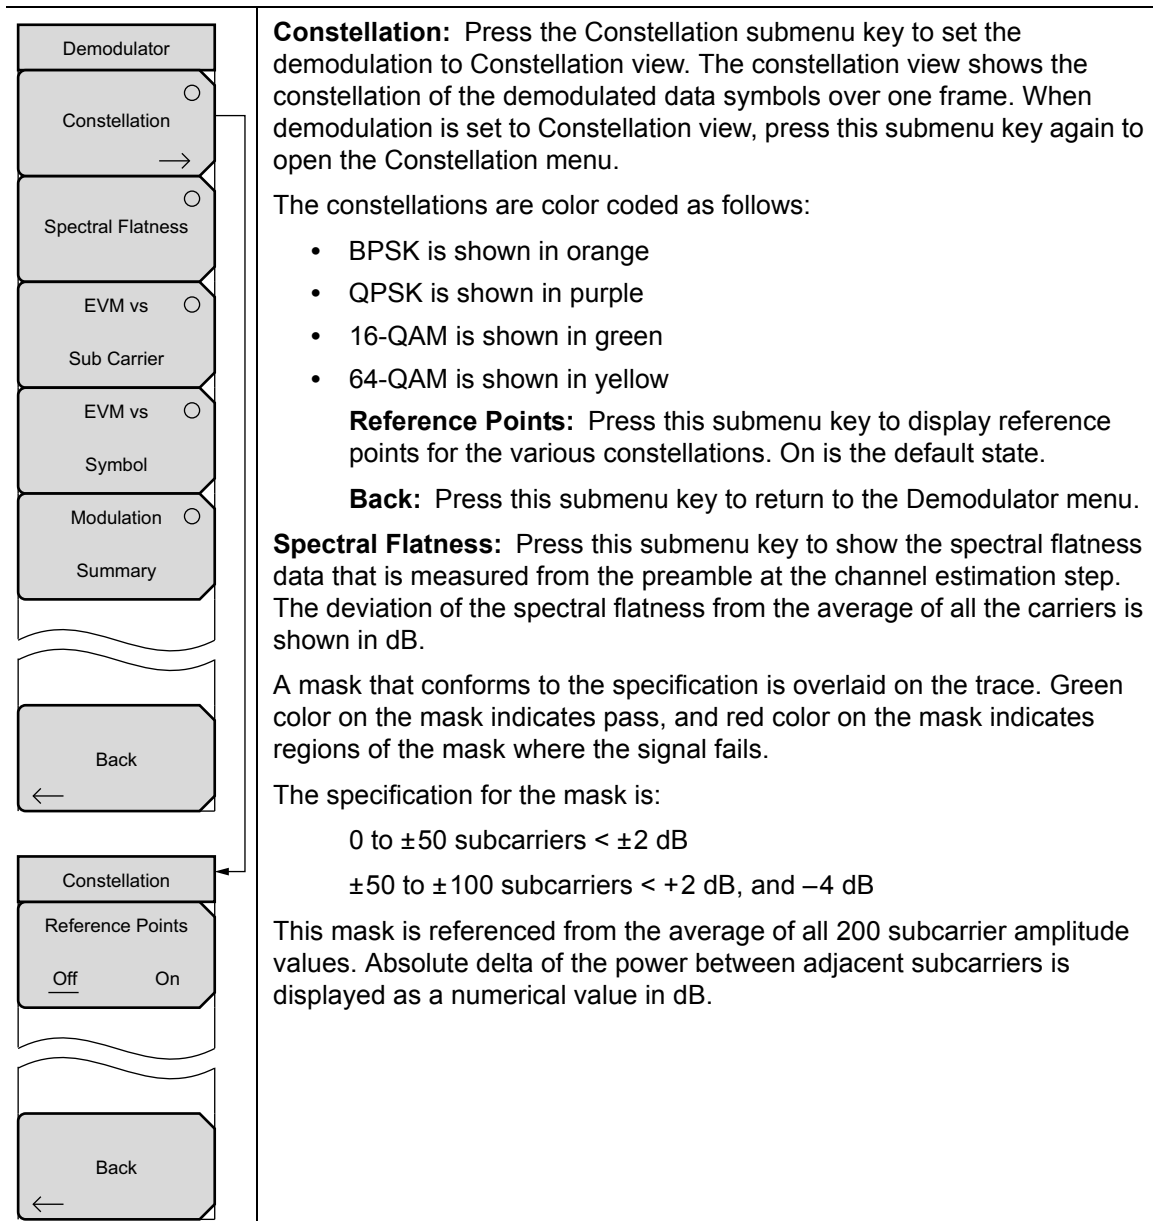 Demodulator
Constellation
Spectral Flatness
EVM vs
Sub Carrier
EVM vs
Symbol
Modulation
Summary
Back
Constellation
Reference Points
Off On
Back
Constellation: Press the Constellation submenu key to set the
demodulation to Constellation view. The constellation view shows the
constellation of the demodulated data symbols over one frame. When
demodulation is set to Constellation view, press this submenu key again to
open the Constellation menu.
The constellations are color coded as follows:
• BPSK is shown in orange
• QPSK is shown in purple
• 16-QAM is shown in green
• 64-QAM is shown in yellow
Reference Points: Press this submenu key to display reference
points for the various constellations. On is the default state.
Back: Press this submenu key to return to the Demodulator menu.
Spectral Flatness: Press this submenu key to show the spectral flatness
data that is measured from the preamble at the channel estimation step.
The deviation of the spectral flatness from the average of all the carriers is
shown in dB.
A mask that conforms to the specification is overlaid on the trace. Green
color on the mask indicates pass, and red color on the mask indicates
regions of the mask where the signal fails.
The specification for the mask is:
0 to ±50 subcarriers < ±2 dB
±50 to ±100 subcarriers < +2 dB, and –4 dB
This mask is referenced from the average of all 200 subcarrier amplitude
values. Absolute delta of the power between adjacent subcarriers is
displayed as a numerical value in dB.